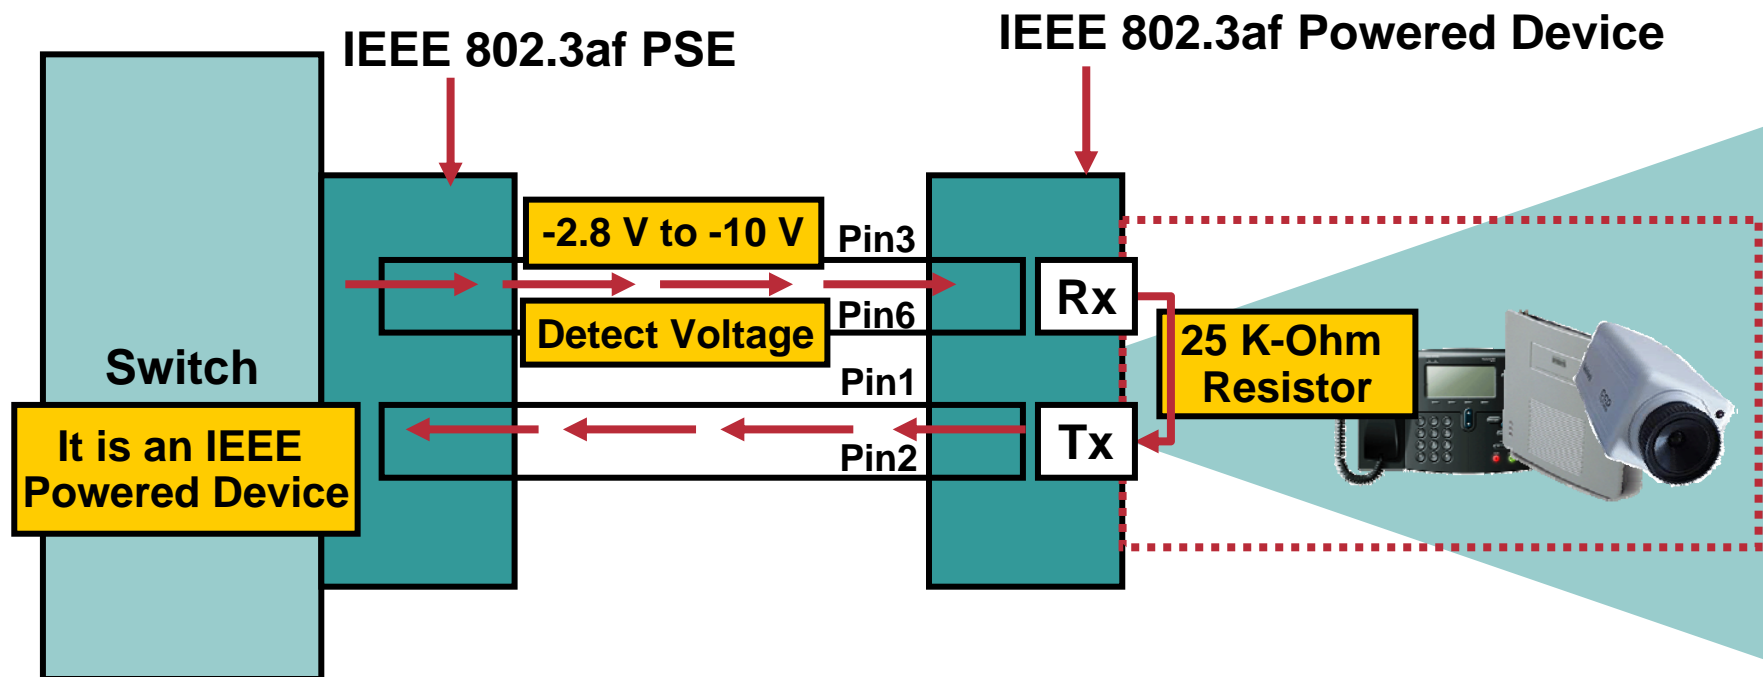 IEEE 802.3af PSE
IEEE 802.3af Powered Device
-2.8 V to -10 V
Pin3
Rx
Detect Voltage
Pin6
25 K-Ohm
Resistor
Switch
Pin1
It is an IEEE
Powered Device
Pin2
Tx